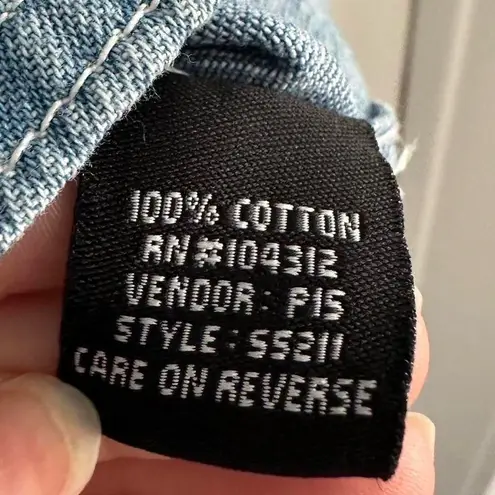 100% COTTON
RN#104312
VENDOR: P15
STYLE: SS211
CARE ON REVERSE